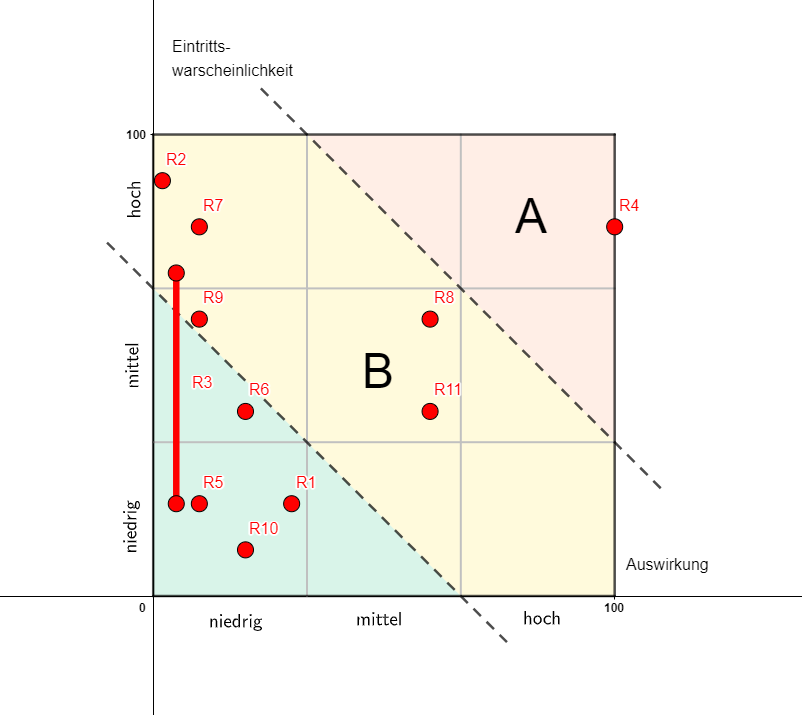 Eintritts-
warscheinlichkeit
100
R2
hoch
R7
A
R4
R9
R8
mittel
B
R3
R6
R11
niedrig
R5
R1
R10
Auswirkung
0
100
niedrig
mittel
hoch